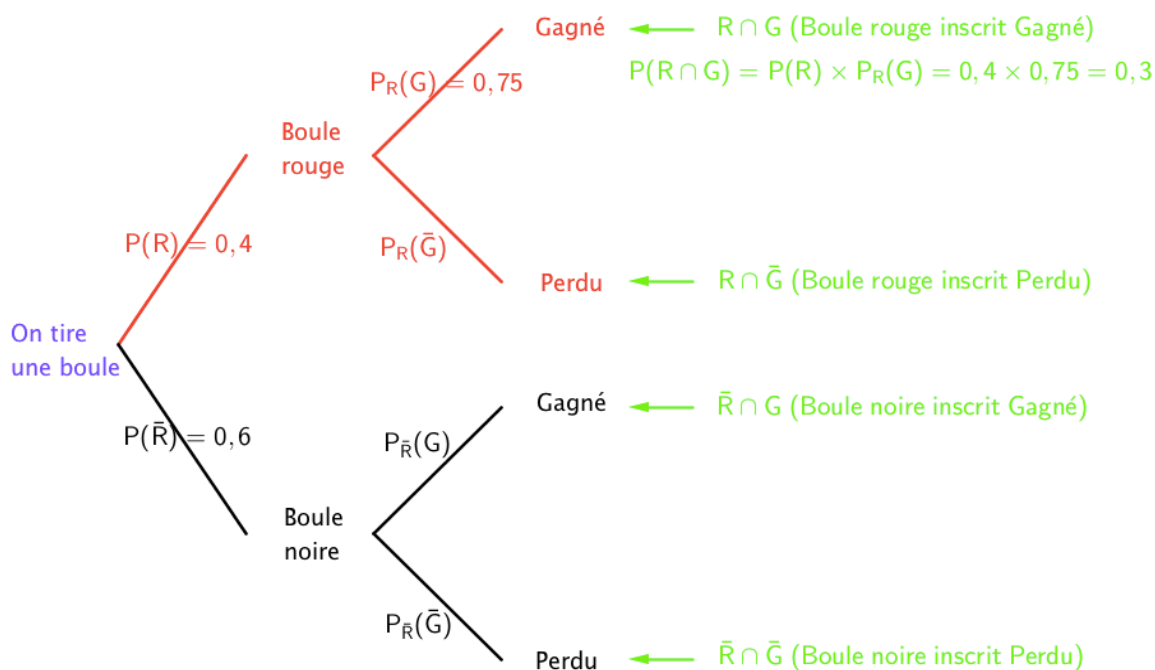 Gagné
R ∩ G (Boule rouge inscrit Gagné)
P_R(G) = 0,75
P(R ∩ G) = P(R) × P_R(G) = 0,4 × 0,75 = 0,3
Boule
rouge
P(R) = 0,4
P_R(Ḡ)
Perdu
R ∩ Ḡ (Boule rouge inscrit Perdu)
On tire
une boule
Gagné
R̄ ∩ G (Boule noire inscrit Gagné)
P(R̄) = 0,6
P_R̄(G)
Boule
noire
P_R̄(Ḡ)
Perdu
R̄ ∩ Ḡ (Boule noire inscrit Perdu)